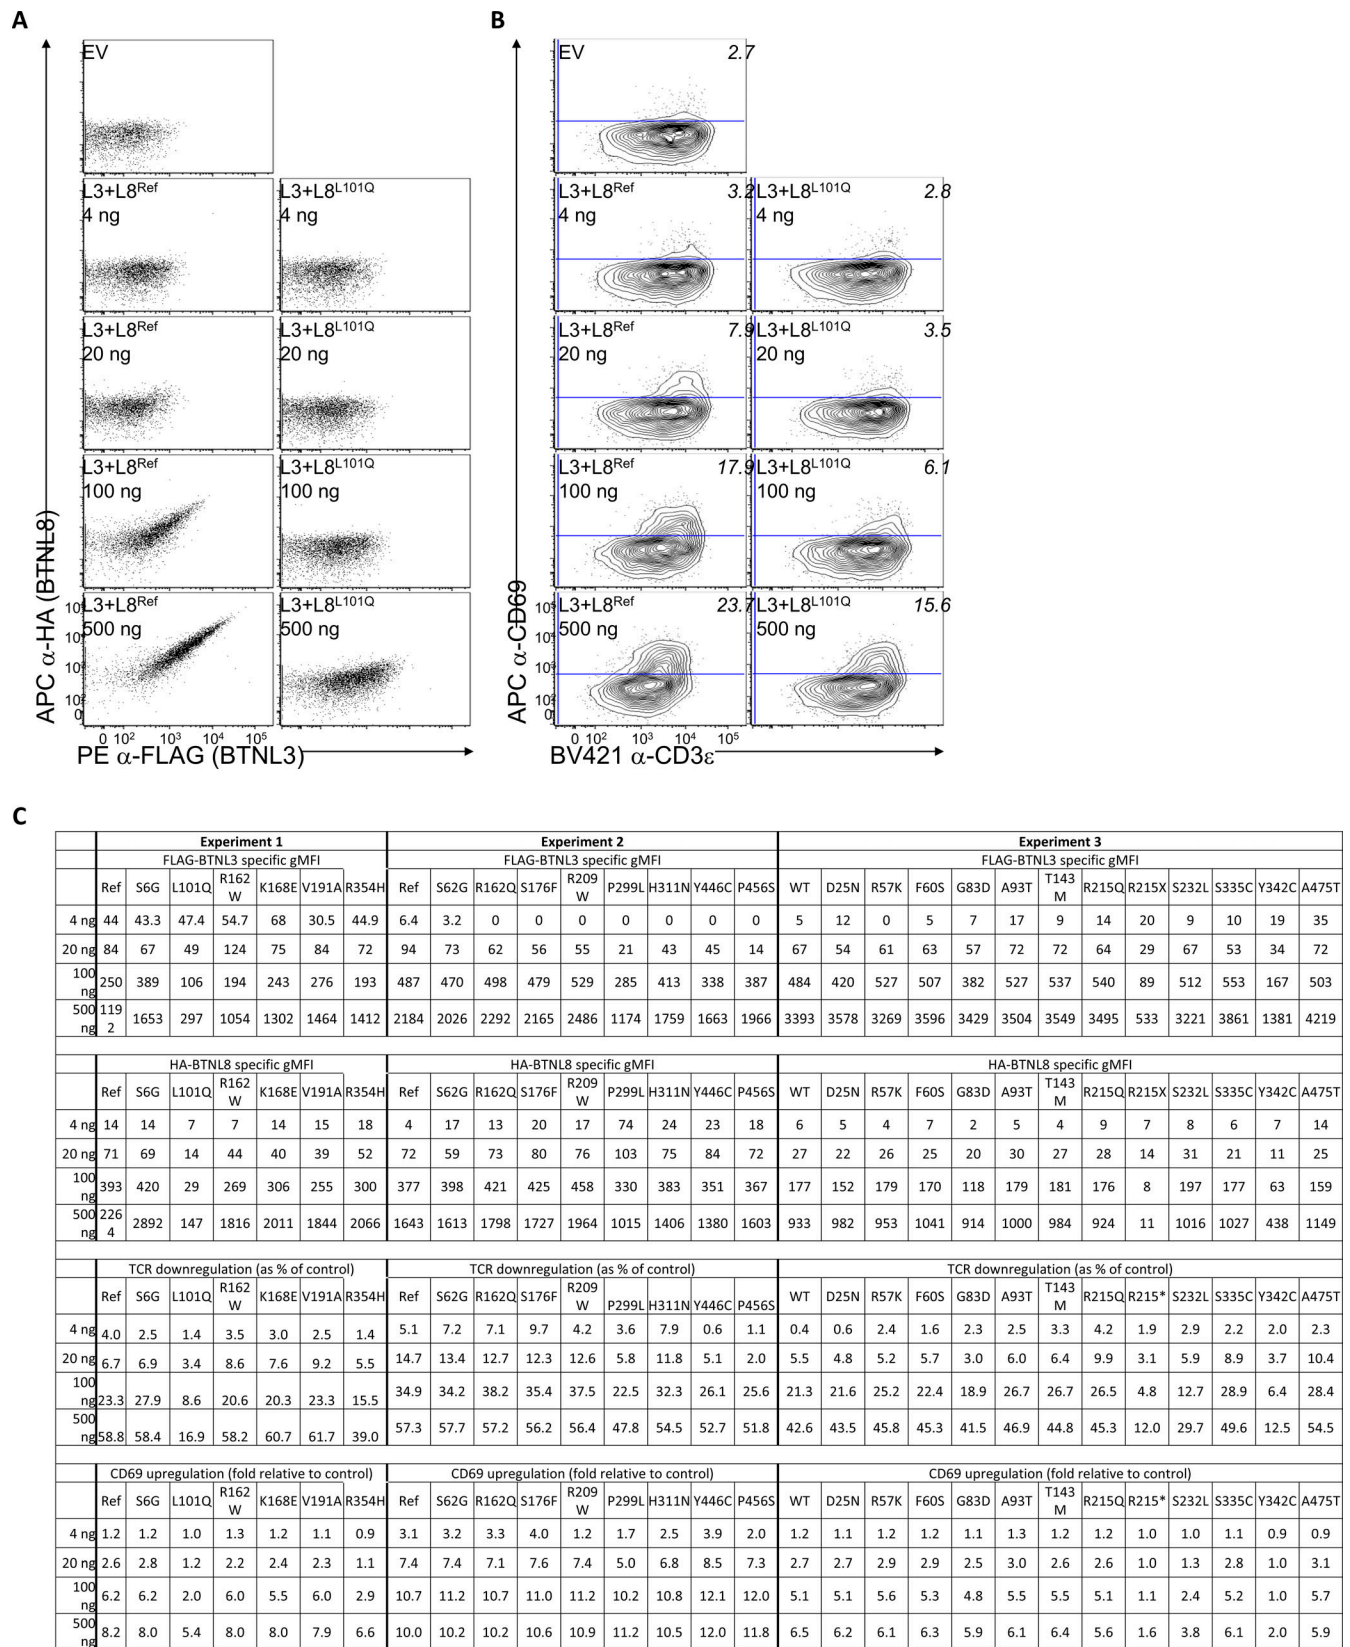 A
B
EV
EV 2.7
L3+L8Ref 4 ng
L3+L8L101Q 4 ng
L3+L8Ref 4 ng 3.2
L3+L8L101Q 4 ng 2.8
L3+L8Ref 20 ng
L3+L8L101Q 20 ng
L3+L8Ref 20 ng 7.9
L3+L8L101Q 20 ng 3.5
L3+L8Ref 100 ng
L3+L8L101Q 100 ng
L3+L8Ref 100 ng 17.9
L3+L8L101Q 100 ng 6.1
L3+L8Ref 500 ng
L3+L8L101Q 500 ng
L3+L8Ref 500 ng 23.7
L3+L8L101Q 500 ng 15.6
APC α-HA (BTNL8)
APC α-CD69
10⁵ 10⁴ 10³ 10² 0
10⁵ 10⁴ 10³ 10² 0
0 10² 10³ 10⁴ 10⁵
0 10² 10³ 10⁴ 10⁵
PE α-FLAG (BTNL3)
BV421 α-CD3ε
C
Experiment 1 Experiment 2 Experiment 3
FLAG-BTNL3 specific gMFI FLAG-BTNL3 specific gMFI FLAG-BTNL3 specific gMFI
Ref S6G L101Q R162W K168E V191A R354H Ref S62G R162Q S176F R209W P299L H311N Y446C P456S WT D25N R57K F60S G83D A93T T143M R215Q R215X S232L S335C Y342C A475T
4 ng 44 43.3 47.4 54.7 68 30.5 44.9 6.4 3.2 0 0 0 0 0 0 0 5 12 0 5 7 17 9 14 20 9 10 19 35
20 ng 84 67 49 124 75 84 72 94 73 62 56 55 21 43 45 14 67 54 61 63 57 72 72 64 29 67 53 34 72
100 ng 250 389 106 194 243 276 193 487 470 498 479 529 285 413 338 387 484 420 527 507 382 527 537 540 89 512 553 167 503
500 ng 1192 1653 297 1054 1302 1464 1412 2184 2026 2292 2165 2486 1174 1759 1663 1966 3393 3578 3269 3596 3429 3504 3549 3495 533 3221 3861 1381 4219
HA-BTNL8 specific gMFI HA-BTNL8 specific gMFI HA-BTNL8 specific gMFI
Ref S6G L101Q R162W K168E V191A R354H Ref S62G R162Q S176F R209W P299L H311N Y446C P456S WT D25N R57K F60S G83D A93T T143M R215Q R215X S232L S335C Y342C A475T
4 ng 14 14 7 7 14 15 18 4 17 13 20 17 74 24 23 18 6 5 4 7 2 5 4 9 7 8 6 7 14
20 ng 71 69 14 44 40 39 52 72 59 73 80 76 103 75 84 72 27 22 26 25 20 30 27 28 14 31 21 11 25
100 ng 393 420 29 269 306 255 300 377 398 421 425 458 330 383 351 367 177 152 179 170 118 179 181 176 8 197 177 63 159
500 ng 2264 2892 147 1816 2011 1844 2066 1643 1613 1798 1727 1964 1015 1406 1380 1603 933 982 953 1041 914 1000 984 924 11 1016 1027 438 1149
TCR downregulation (as % of control) TCR downregulation (as % of control) TCR downregulation (as % of control)
Ref S6G L101Q R162W K168E V191A R354H Ref S62G R162Q S176F R209W P299L H311N Y446C P456S WT D25N R57K F60S G83D A93T T143M R215Q R215* S232L S335C Y342C A475T
4 ng 4.0 2.5 1.4 3.5 3.0 2.5 1.4 5.1 7.2 7.1 9.7 4.2 3.6 7.9 0.6 1.1 0.4 0.6 2.4 1.6 2.3 2.5 3.3 4.2 1.9 2.9 2.2 2.0 2.3
20 ng 6.7 6.9 3.4 8.6 7.6 9.2 5.5 14.7 13.4 12.7 12.3 12.6 5.8 11.8 5.1 2.0 5.5 4.8 5.2 5.7 3.0 6.0 6.4 9.9 3.1 5.9 8.9 3.7 10.4
100 ng 23.3 27.9 8.6 20.6 20.3 23.3 15.5 34.9 34.2 38.2 35.4 37.5 22.5 32.3 26.1 25.6 21.3 21.6 25.2 22.4 18.9 26.7 26.7 26.5 4.8 12.7 28.9 6.4 28.4
500 ng 58.8 58.4 16.9 58.2 60.7 61.7 39.0 57.3 57.7 57.2 56.2 56.4 47.8 54.5 52.7 51.8 42.6 43.5 45.8 45.3 41.5 46.9 44.8 45.3 12.0 29.7 49.6 12.5 54.5
CD69 upregulation (fold relative to control) CD69 upregulation (fold relative to control) CD69 upregulation (fold relative to control)
Ref S6G L101Q R162W K168E V191A R354H Ref S62G R162Q S176F R209W P299L H311N Y446C P456S WT D25N R57K F60S G83D A93T T143M R215Q R215* S232L S335C Y342C A475T
4 ng 1.2 1.2 1.0 1.3 1.2 1.1 0.9 3.1 3.2 3.3 4.0 1.2 1.7 2.5 3.9 2.0 1.2 1.1 1.2 1.2 1.1 1.3 1.2 1.2 1.0 1.0 1.1 0.9 0.9
20 ng 2.6 2.8 1.2 2.2 2.4 2.3 1.1 7.4 7.4 7.1 7.6 7.4 5.0 6.8 8.5 7.3 2.7 2.7 2.9 2.9 2.5 3.0 2.6 2.6 1.0 1.3 2.8 1.0 3.1
100 ng 6.2 6.2 2.0 6.0 5.5 6.0 2.9 10.7 11.2 10.7 11.0 11.2 10.2 10.8 12.1 12.0 5.1 5.1 5.6 5.3 4.8 5.5 5.5 5.1 1.1 2.4 5.2 1.0 5.7
500 ng 8.2 8.0 5.4 8.0 8.0 7.9 6.6 10.0 10.2 10.2 10.6 10.9 11.2 10.5 12.0 11.8 6.5 6.2 6.1 6.3 5.9 6.1 6.4 5.6 1.6 3.8 6.1 2.0 5.9